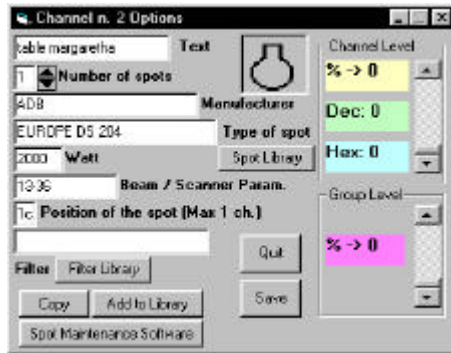 Channel n. 2 Options
table margaretha Text
1 Number of spots
ADB Manufacturer
EUROPE DS 204 Type of spot
2000 Watt Spot Library
13-36 Beam / Scanner Param.
1c Position of the spot (Max 1 ch.)
Filter Filter Library
Copy Add to Library
Spot Maintenance Software
Quit
Save
Channel Level
% -> 0
Dec: 0
Hex: 0
Group Level
% -> 0